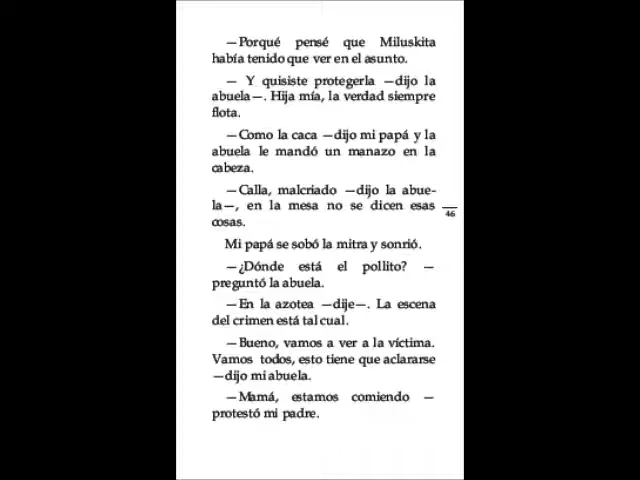 —Porqué pensé que Miluskita
había tenido que ver en el asunto.
— Y quisiste protegerla —dijo la
abuela—. Hija mía, la verdad siempre
flota.
—Como la caca —dijo mi papá y la
abuela le mandó un manazo en la
cabeza.
—Calla, malcriado —dijo la abue-
la—, en la mesa no se dicen esas
cosas.
46
Mi papá se sobó la mitra y sonrió.
—¿Dónde está el pollito? —
preguntó la abuela.
—En la azotea —dije—. La escena
del crimen está tal cual.
—Bueno, vamos a ver a la víctima.
Vamos todos, esto tiene que aclararse
—dijo mi abuela.
—Mamá, estamos comiendo —
protestó mi padre.